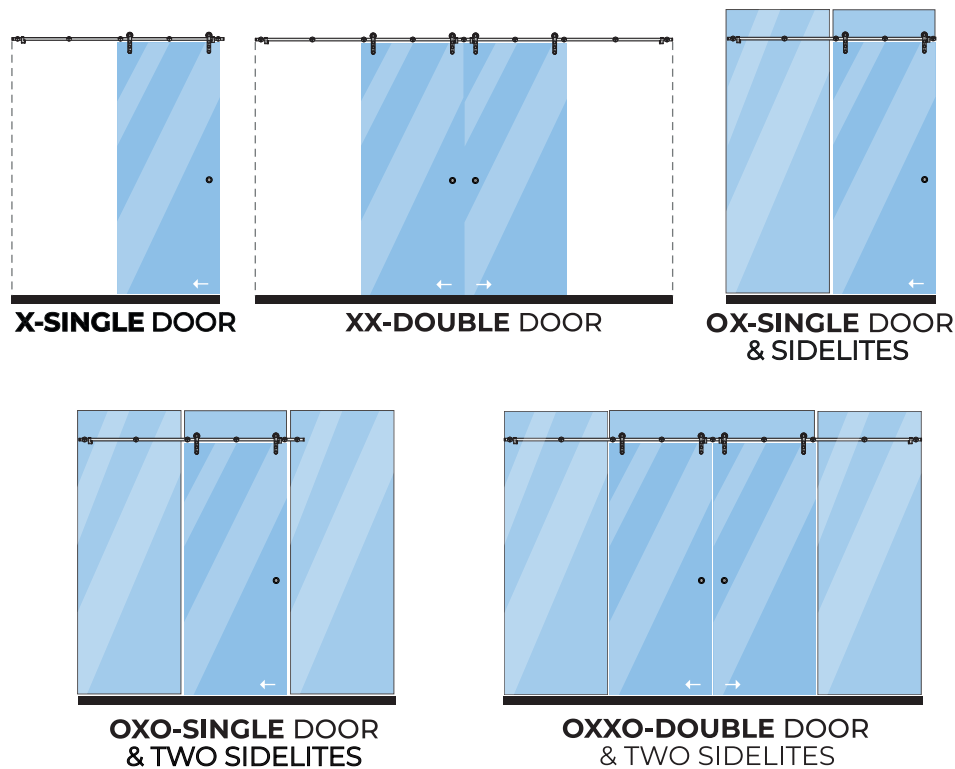 X-SINGLE DOOR
XX-DOUBLE DOOR
OX-SINGLE DOOR
& SIDELITES
OXO-SINGLE DOOR
& TWO SIDELITES
OXXO-DOUBLE DOOR
& TWO SIDELITES